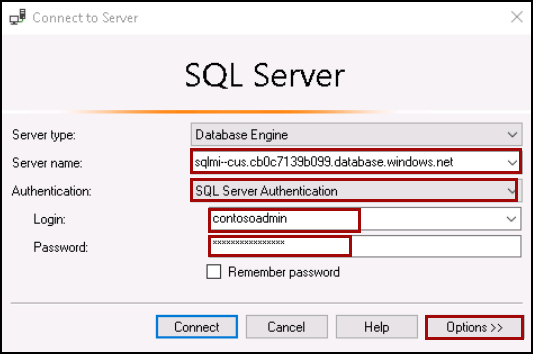 Connect to Server
SQL Server
Server type: Database Engine
Server name: sqlmi--cus.cb0c7139b099.database.windows.net
Authentication: SQL Server Authentication
Login: contosoadmin
Password: ***************
Remember password
Connect Cancel Help Options >>